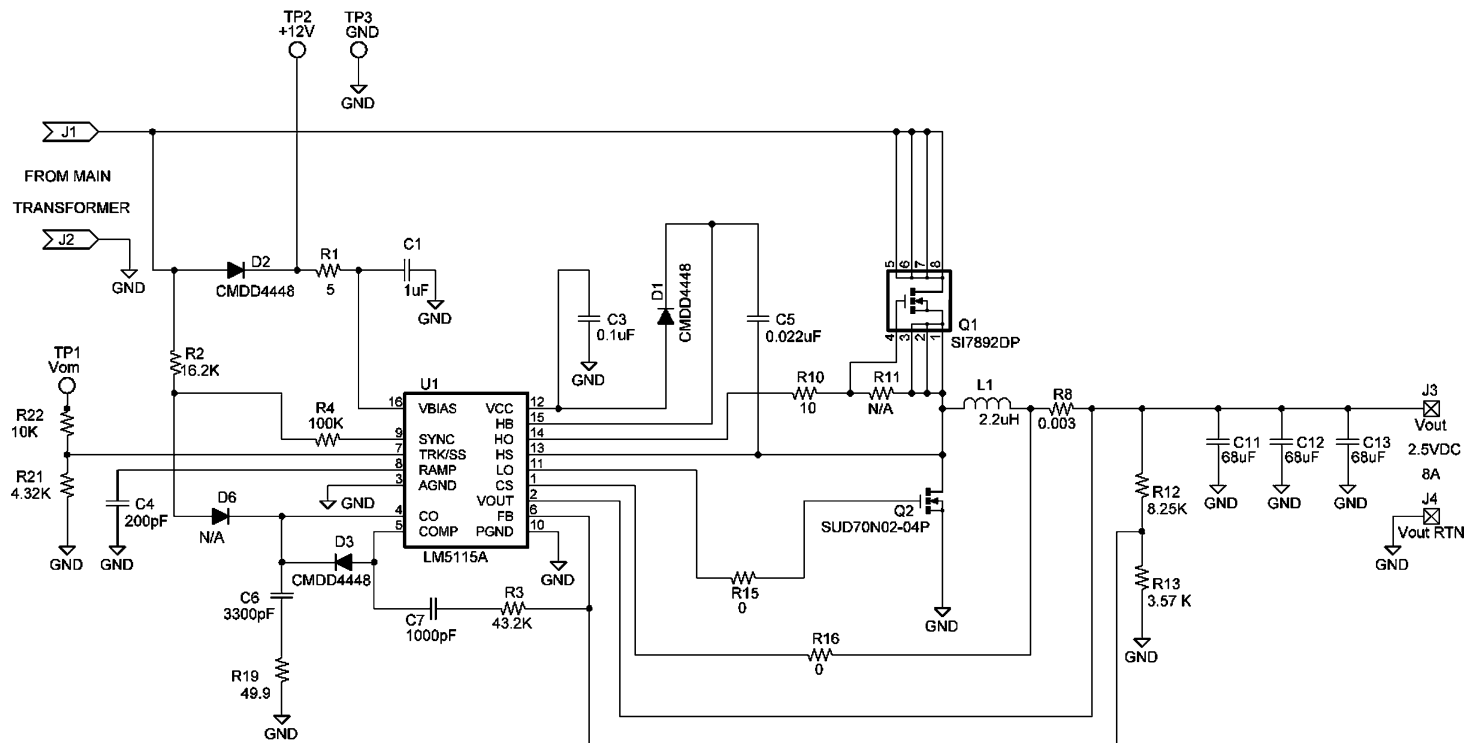 TP2
+12V
TP3
GND
GND
J1
FROM MAIN
TRANSFORMER
J2
GND
D2
CMDD4448
R1
5
C1
1uF
GND
R2
16.2K
TP1
Vom
R22
10K
R21
4.32K
GND
R4
100K
C4
200pF
GND
GND
D6
N/A
D3
CMDD4448
C6
3300pF
R19
49.9
GND
C7
1000pF
R3
43.2K
U1
16 VBIAS VCC 12
HB 15
9 SYNC HO 14
7 TRK/SS HS 13
8 RAMP LO 11
3 AGND CS 1
VOUT 2
4 CO FB 6
5 COMP PGND 10
LM5115A
GND
C3
0.1uF
GND
D1
CMDD4448
C5
0.022uF
5 6 7 8
4 3 2 1
Q1
SI7892DP
R10
10
R11
N/A
L1
2.2uH
R8
0.003
Q2
SUD70N02-04P
GND
R15
0
R16
0
C11
68uF
GND
C12
68uF
GND
C13
68uF
GND
R12
8.25K
R13
3.57 K
GND
J3
Vout
2.5VDC
8A
J4
Vout RTN
GND